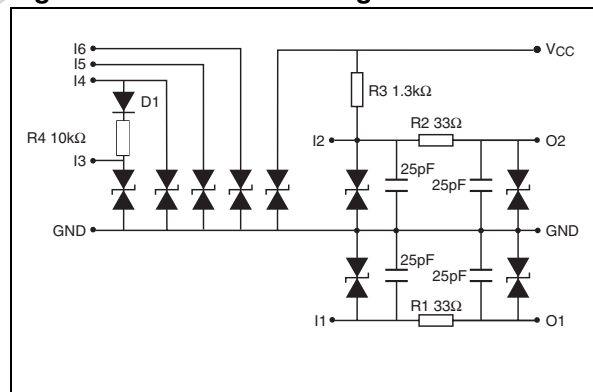 I6
I5
I4
VCC
D1
R3 1.3kΩ
R4 10kΩ
R2 33Ω
I2
O2
I3
25pF
25pF
GND
GND
25pF
25pF
R1 33Ω
I1
O1